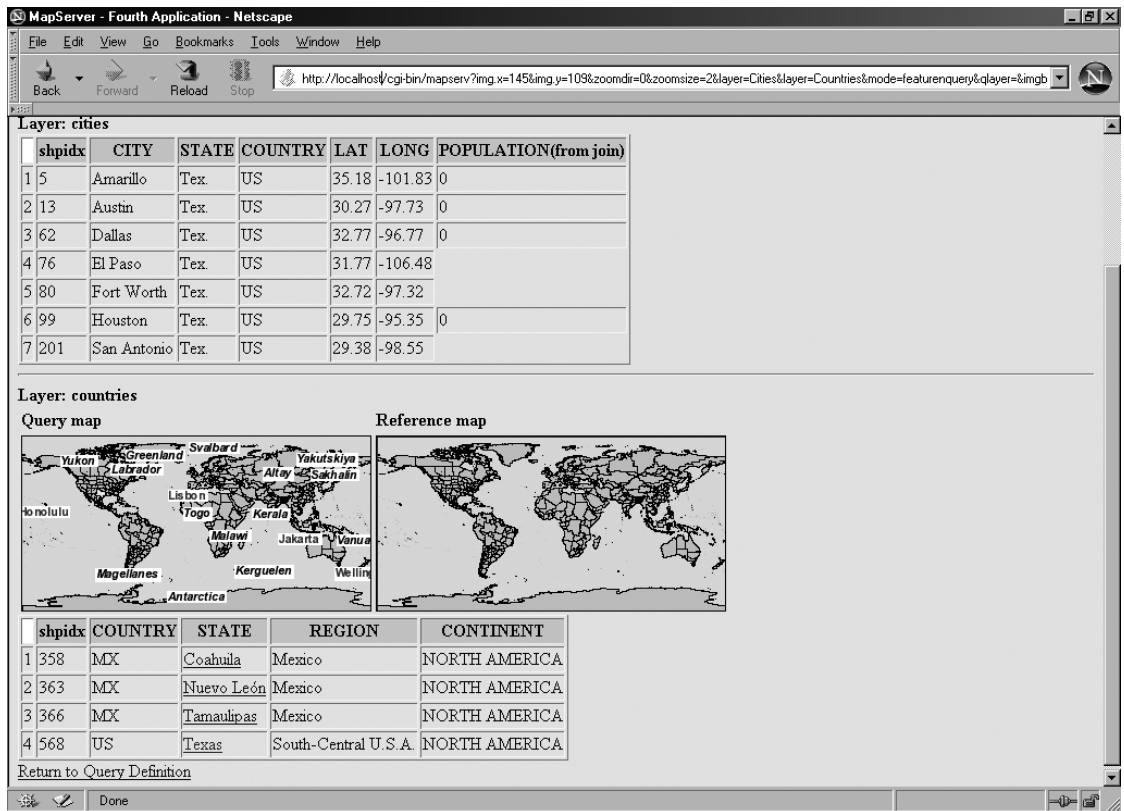 MapServer - Fourth Application - Netscape
File Edit View Go Bookmarks Tools Window Help
Back Forward Reload Stop http://localhost/cgi-bin/mapserv?img.x=145&img.y=109&zoomdir=0&zoomsize=2&layer=Cities&layer=Countries&mode=featurenquery&qlayer=&imgb
Layer: cities
shpidx CITY STATE COUNTRY LAT LONG POPULATION(from join)
1 5 Amarillo Tex. US 35.18 -101.83 0
2 13 Austin Tex. US 30.27 -97.73 0
3 62 Dallas Tex. US 32.77 -96.77 0
4 76 El Paso Tex. US 31.77 -106.48
5 80 Fort Worth Tex. US 32.72 -97.32
6 99 Houston Tex. US 29.75 -95.35 0
7 201 San Antonio Tex. US 29.38 -98.55
Layer: countries
Query map Reference map
Svalbard
Yukon Greenland Yakutskiya
Labrador Altay Sakhalin
Lisbon
Honolulu Togo Kerala
Malawi Jakarta Vanua
Magellanes Kerguelen Welling
Antarctica
shpidx COUNTRY STATE REGION CONTINENT
1 358 MX Coahuila Mexico NORTH AMERICA
2 363 MX Nuevo León Mexico NORTH AMERICA
3 366 MX Tamaulipas Mexico NORTH AMERICA
4 568 US Texas South-Central U.S.A. NORTH AMERICA
Return to Query Definition
Done